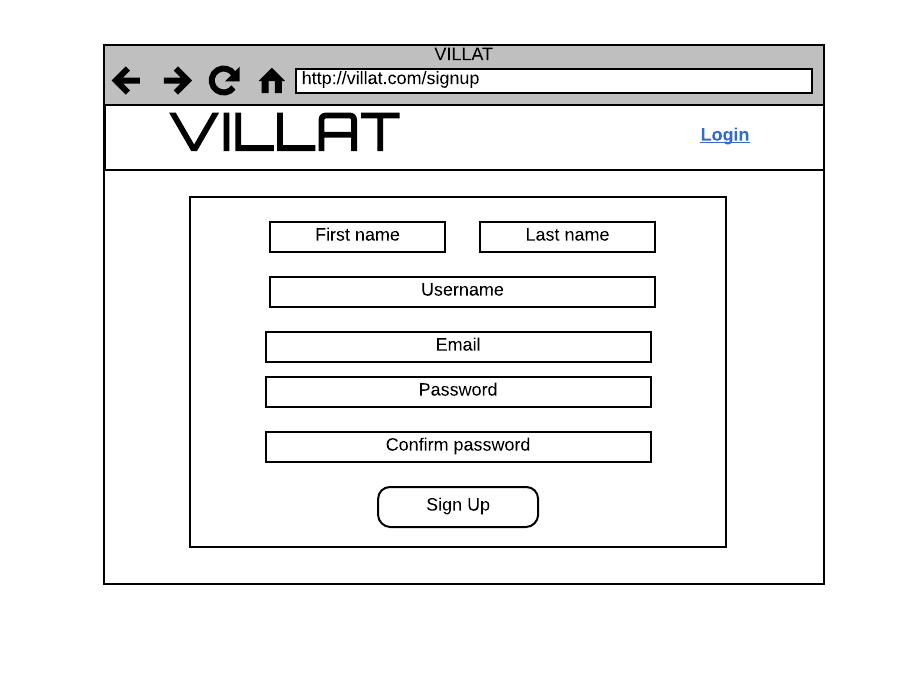 VILLAT
http://villat.com/signup
VILLAT
Login
First name
Last name
Username
Email
Password
Confirm password
Sign Up